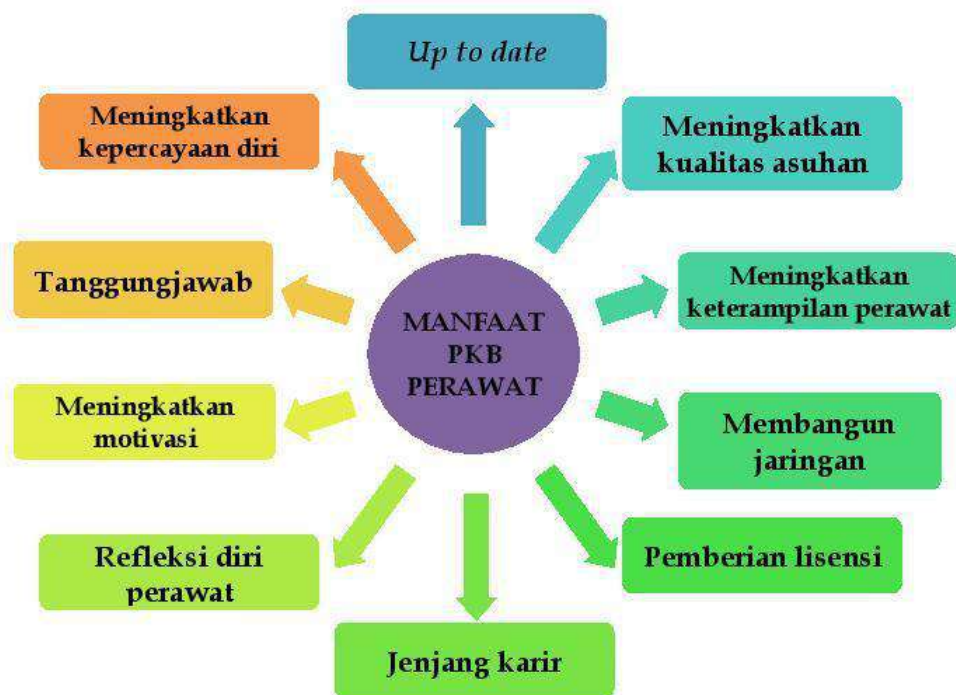 Up to date
Meningkatkan
kepercayaan diri
Meningkatkan
kualitas asuhan
Tanggungjawab
Meningkatkan
keterampilan perawat
MANFAAT
PKB
PERAWAT
Meningkatkan
motivasi
Membangun
jaringan
Refleksi diri
perawat
Pemberian lisensi
Jenjang karir